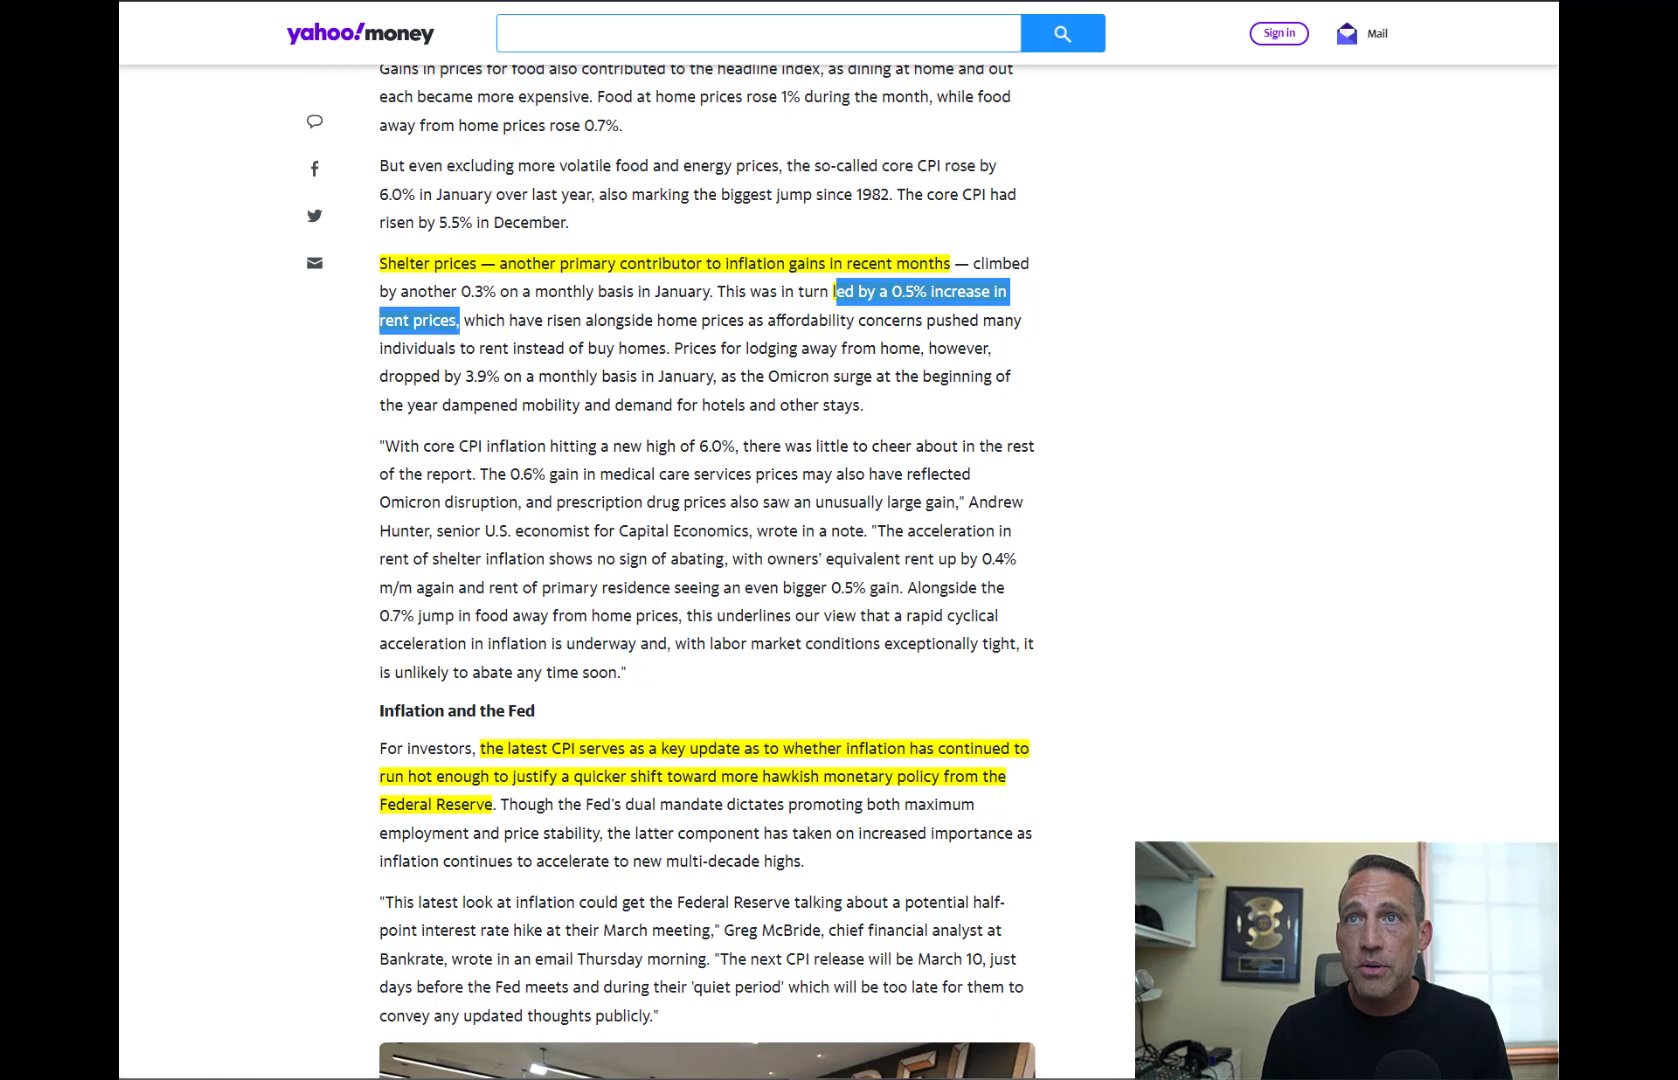 yahoo!money
Sign in
Mail
Gains in prices for food also contributed to the headline index, as dining at home and out
each became more expensive. Food at home prices rose 1% during the month, while food
away from home prices rose 0.7%.
But even excluding more volatile food and energy prices, the so-called core CPI rose by
6.0% in January over last year, also marking the biggest jump since 1982. The core CPI had
risen by 5.5% in December.
Shelter prices — another primary contributor to inflation gains in recent months — climbed
by another 0.3% on a monthly basis in January. This was in turn led by a 0.5% increase in
rent prices, which have risen alongside home prices as affordability concerns pushed many
individuals to rent instead of buy homes. Prices for lodging away from home, however,
dropped by 3.9% on a monthly basis in January, as the Omicron surge at the beginning of
the year dampened mobility and demand for hotels and other stays.
"With core CPI inflation hitting a new high of 6.0%, there was little to cheer about in the rest
of the report. The 0.6% gain in medical care services prices may also have reflected
Omicron disruption, and prescription drug prices also saw an unusually large gain," Andrew
Hunter, senior U.S. economist for Capital Economics, wrote in a note. "The acceleration in
rent of shelter inflation shows no sign of abating, with owners’ equivalent rent up by 0.4%
m/m again and rent of primary residence seeing an even bigger 0.5% gain. Alongside the
0.7% jump in food away from home prices, this underlines our view that a rapid cyclical
acceleration in inflation is underway and, with labor market conditions exceptionally tight, it
is unlikely to abate any time soon."
Inflation and the Fed
For investors, the latest CPI serves as a key update as to whether inflation has continued to
run hot enough to justify a quicker shift toward more hawkish monetary policy from the
Federal Reserve. Though the Fed's dual mandate dictates promoting both maximum
employment and price stability, the latter component has taken on increased importance as
inflation continues to accelerate to new multi-decade highs.
"This latest look at inflation could get the Federal Reserve talking about a potential half-
point interest rate hike at their March meeting," Greg McBride, chief financial analyst at
Bankrate, wrote in an email Thursday morning. "The next CPI release will be March 10, just
days before the Fed meets and during their 'quiet period' which will be too late for them to
convey any updated thoughts publicly."